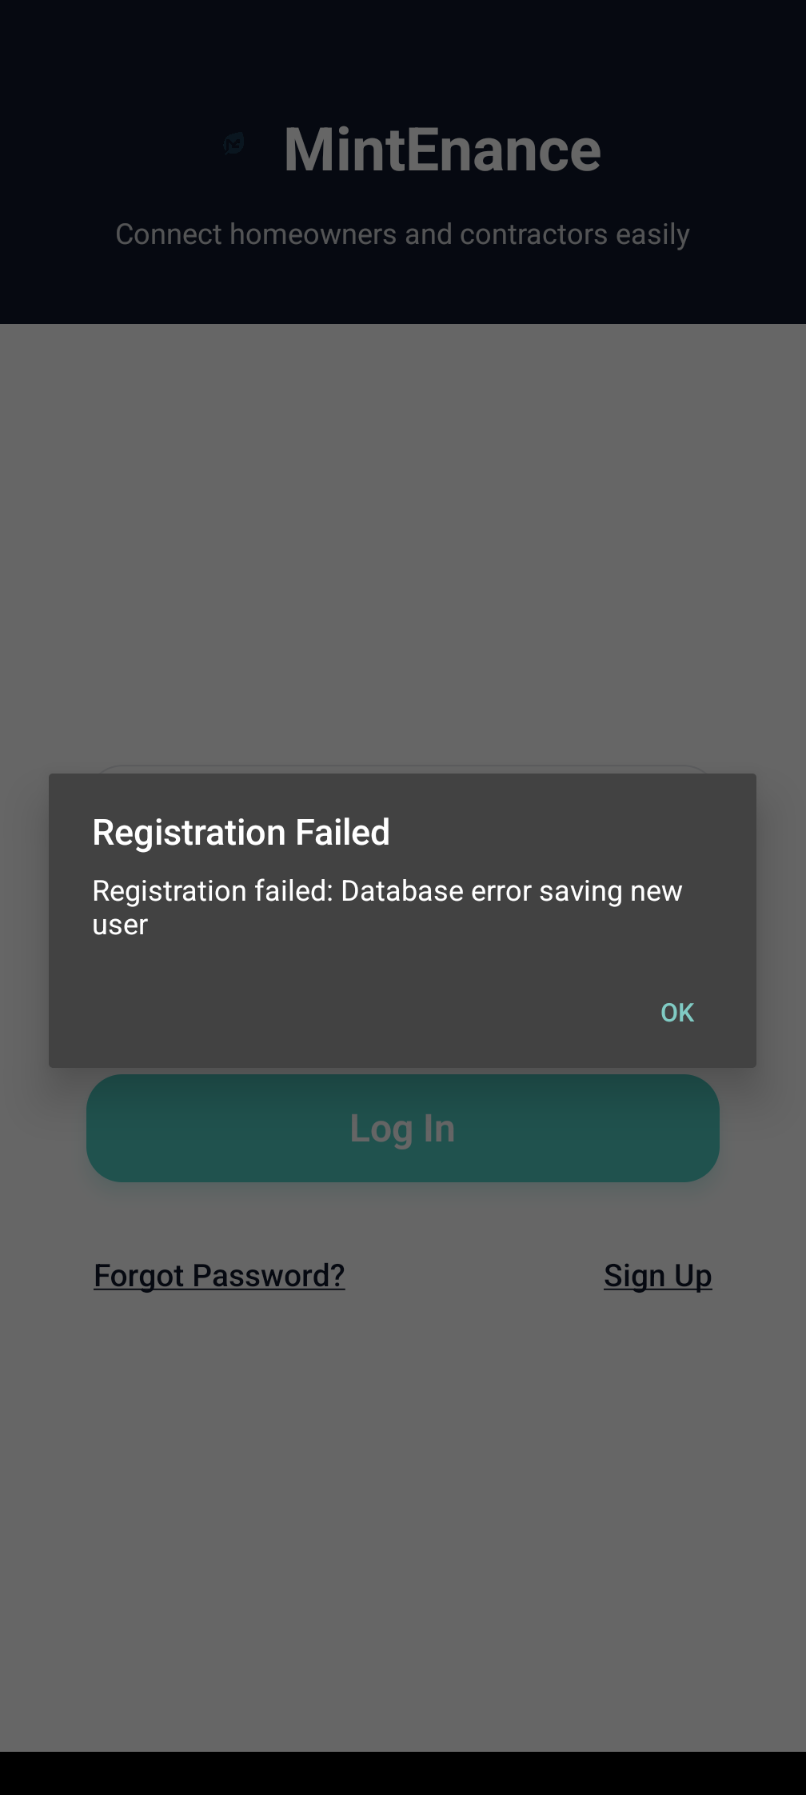 MintEnance
Connect homeowners and contractors easily
Registration Failed
Registration failed: Database error saving new
user
OK
Log In
Forgot Password?
Sign Up